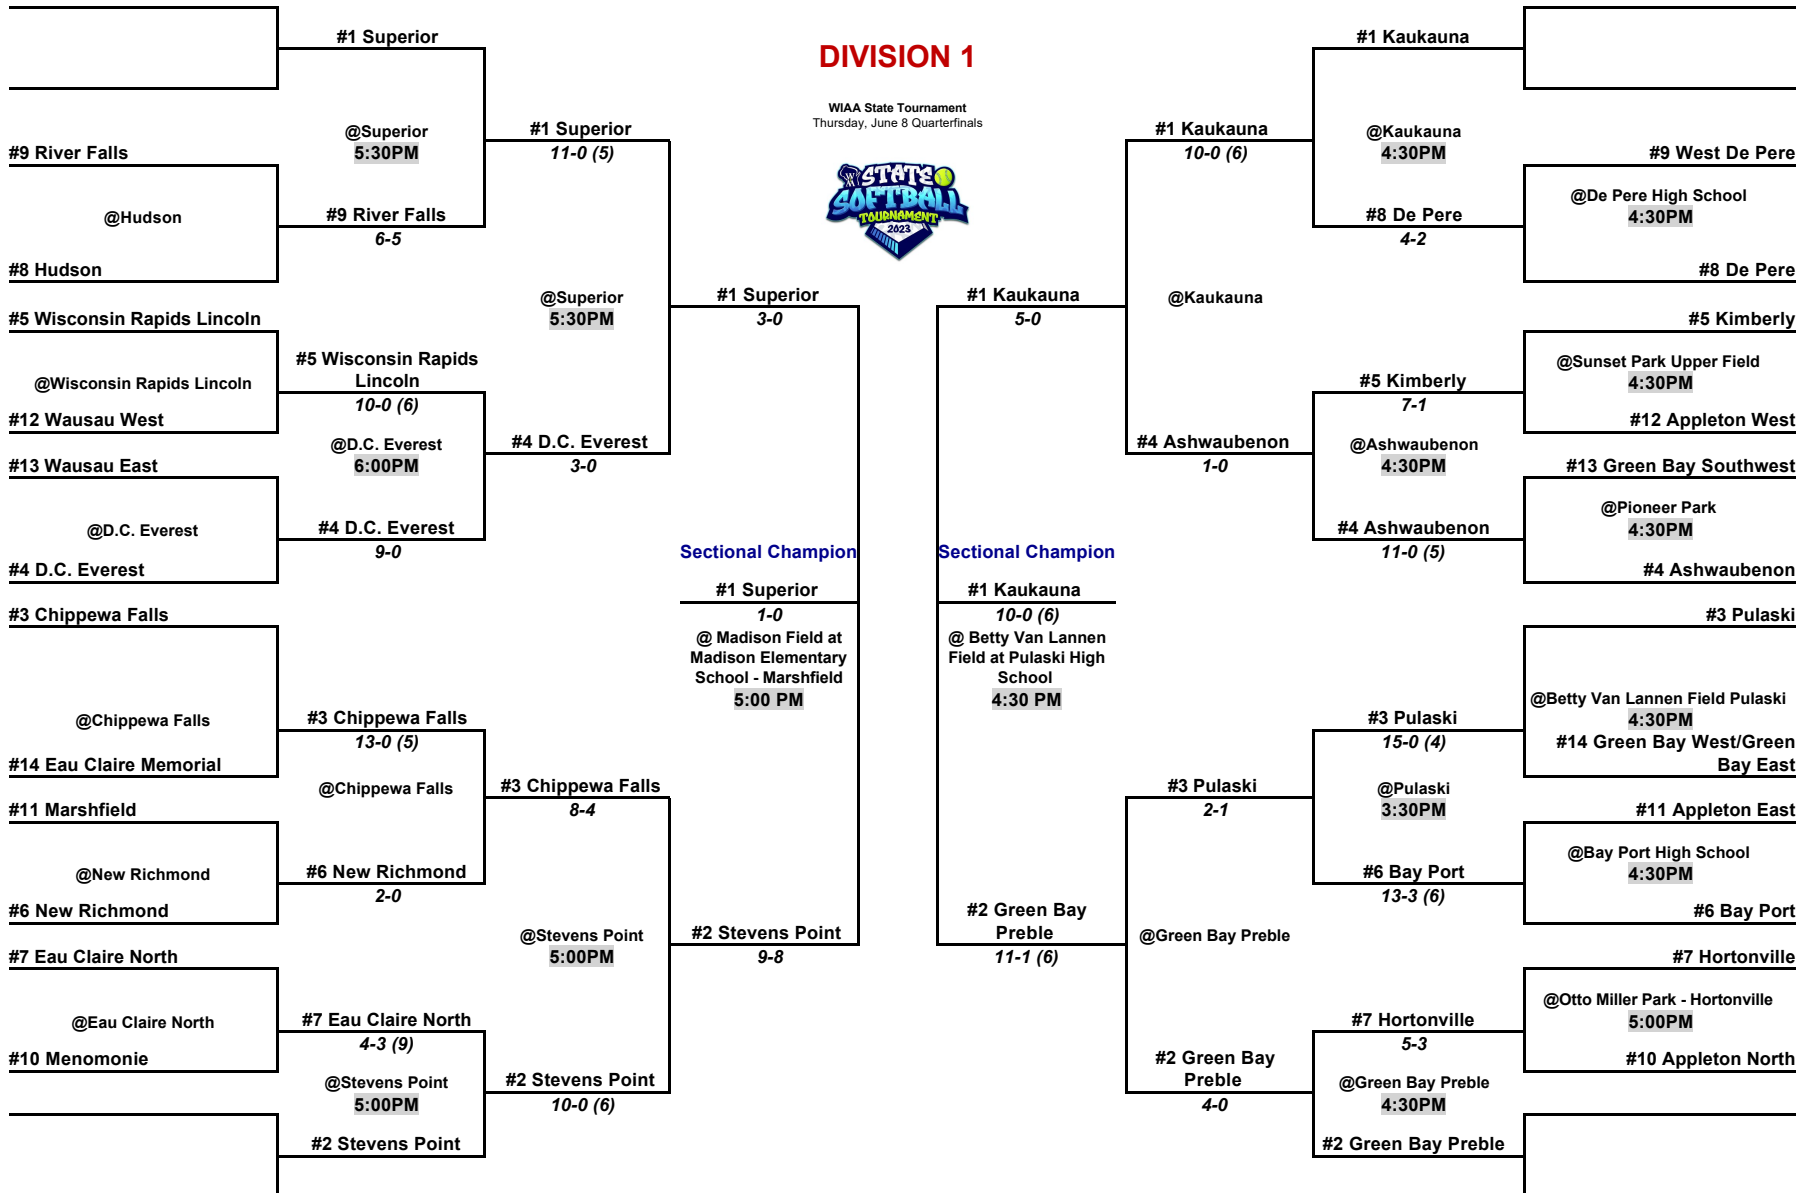 DIVISION 1
WIAA State Tournament
Thursday, June 8 Quarterfinals
STATE
SOFTBALL
TOURNAMENT
2023
#1 Superior
@Superior
5:30PM
#9 River Falls
@Hudson
#8 Hudson
#9 River Falls
6-5
#1 Superior
11-0 (5)
@Superior
5:30PM
#5 Wisconsin Rapids Lincoln
@Wisconsin Rapids Lincoln
#12 Wausau West
#5 Wisconsin Rapids
Lincoln
10-0 (6)
@D.C. Everest
6:00PM
#13 Wausau East
@D.C. Everest
#4 D.C. Everest
#4 D.C. Everest
9-0
#4 D.C. Everest
3-0
#1 Superior
3-0
Sectional Champion
#1 Superior
1-0
@ Madison Field at
Madison Elementary
School - Marshfield
5:00 PM
#3 Chippewa Falls
@Chippewa Falls
#14 Eau Claire Memorial
#3 Chippewa Falls
13-0 (5)
@Chippewa Falls
#11 Marshfield
@New Richmond
#6 New Richmond
#6 New Richmond
2-0
#3 Chippewa Falls
8-4
@Stevens Point
5:00PM
#2 Stevens Point
9-8
#7 Eau Claire North
@Eau Claire North
#10 Menomonie
#7 Eau Claire North
4-3 (9)
@Stevens Point
5:00PM
#2 Stevens Point
#2 Stevens Point
10-0 (6)
#1 Kaukauna
@Kaukauna
4:30PM
#9 West De Pere
@De Pere High School
4:30PM
#8 De Pere
#8 De Pere
4-2
#1 Kaukauna
10-0 (6)
@Kaukauna
#1 Kaukauna
5-0
#5 Kimberly
@Sunset Park Upper Field
4:30PM
#12 Appleton West
#5 Kimberly
7-1
@Ashwaubenon
4:30PM
#13 Green Bay Southwest
@Pioneer Park
4:30PM
#4 Ashwaubenon
#4 Ashwaubenon
11-0 (5)
#4 Ashwaubenon
1-0
Sectional Champion
#1 Kaukauna
10-0 (6)
@ Betty Van Lannen
Field at Pulaski High
School
4:30 PM
#3 Pulaski
@Betty Van Lannen Field Pulaski
4:30PM
#14 Green Bay West/Green
Bay East
#3 Pulaski
15-0 (4)
@Pulaski
3:30PM
#11 Appleton East
@Bay Port High School
4:30PM
#6 Bay Port
#6 Bay Port
13-3 (6)
#3 Pulaski
2-1
@Green Bay Preble
#2 Green Bay
Preble
11-1 (6)
#7 Hortonville
@Otto Miller Park - Hortonville
5:00PM
#10 Appleton North
#7 Hortonville
5-3
@Green Bay Preble
4:30PM
#2 Green Bay Preble
#2 Green Bay
Preble
4-0